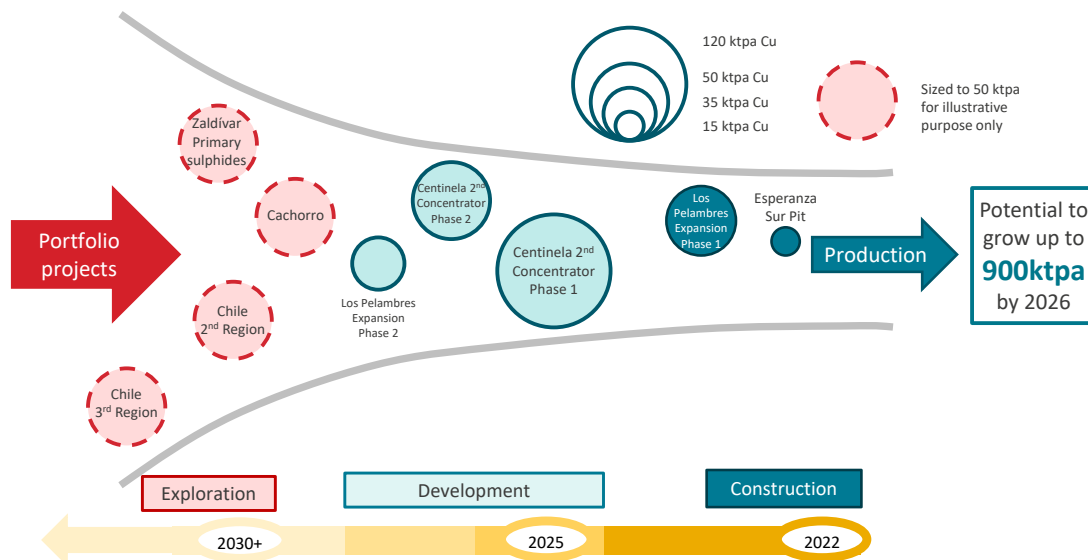 120 ktpa Cu
50 ktpa Cu
35 ktpa Cu
15 ktpa Cu
Sized to 50 ktpa
for illustrative
purpose only
Zaldívar
Primary
sulphides
Cachorro
Chile
2nd Region
Chile
3rd Region
Portfolio
projects
Los Pelambres
Expansion
Phase 2
Centinela 2nd
Concentrator
Phase 2
Centinela 2nd
Concentrator
Phase 1
Los
Pelambres
Expansion
Phase 1
Esperanza
Sur Pit
Production
Potential to
grow up to
900ktpa
by 2026
Exploration
Development
Construction
2030+
2025
2022